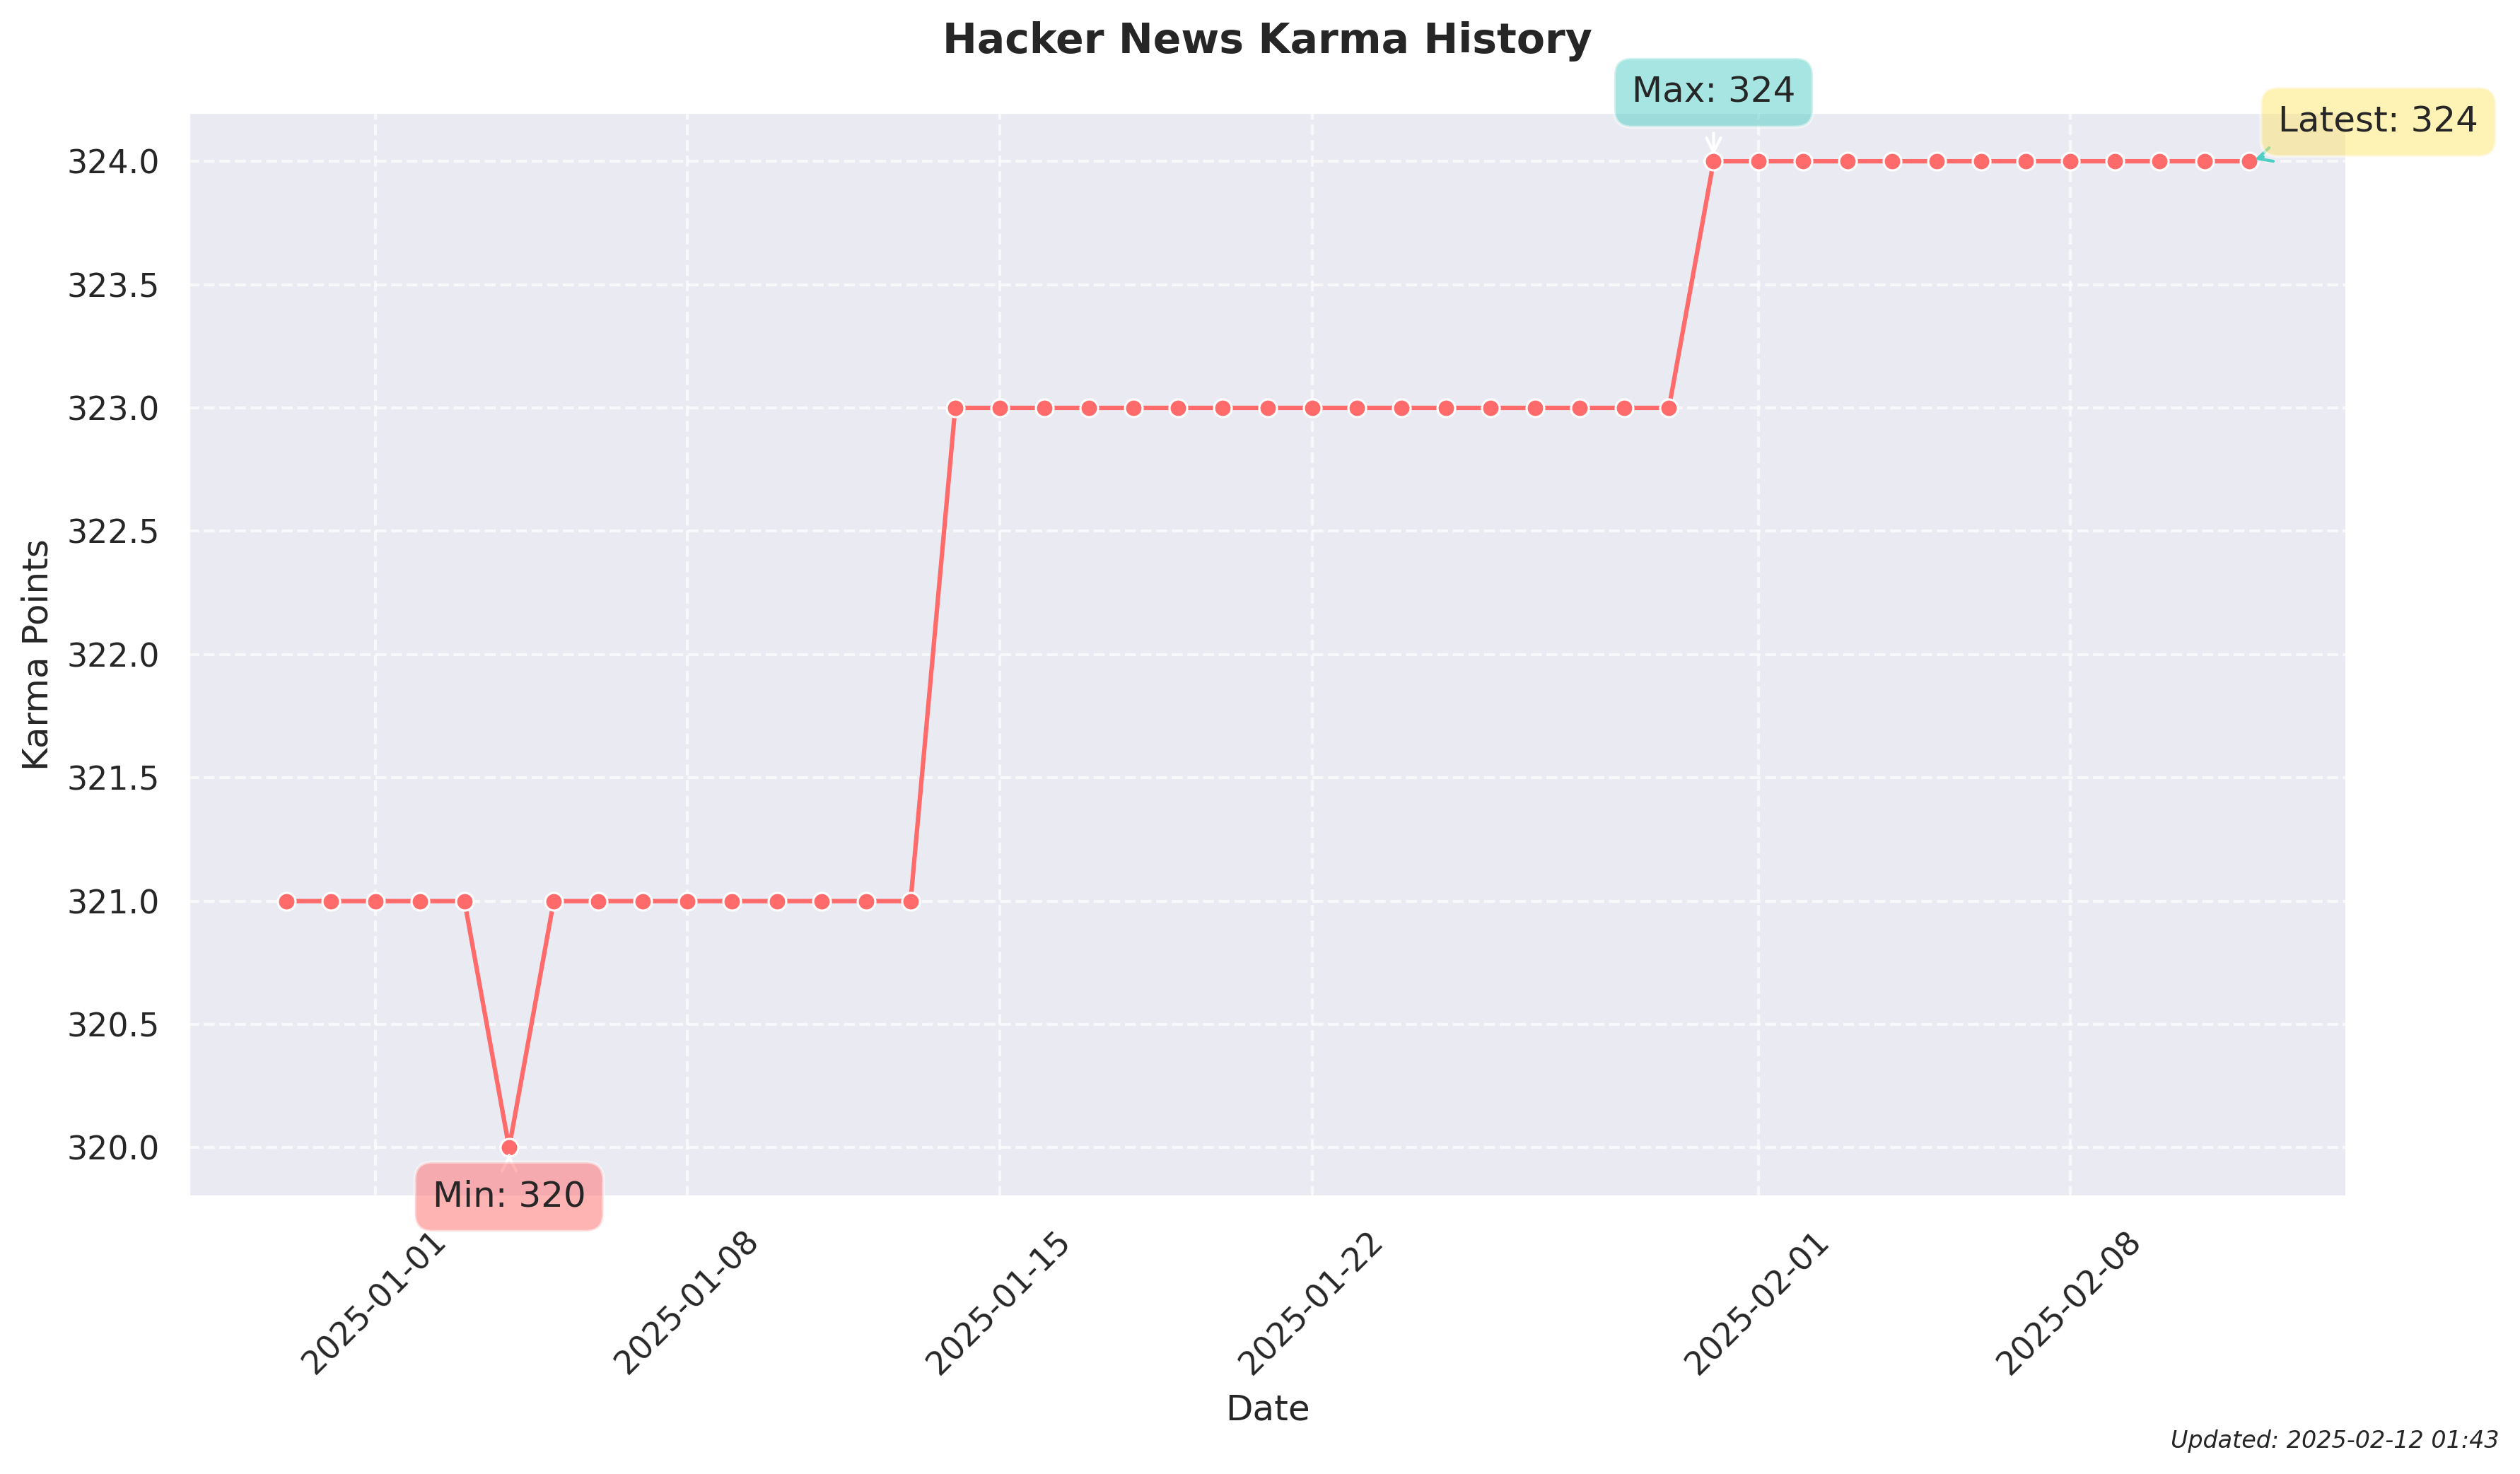 Hacker News Karma History
Max: 324
Latest: 324
324.0
323.5
323.0
322.5
322.0
321.5
321.0
320.5
320.0
Karma Points
Min: 320
2025-01-01
2025-01-08
2025-01-15
2025-01-22
2025-02-01
2025-02-08
Date
Updated: 2025-02-12 01:43